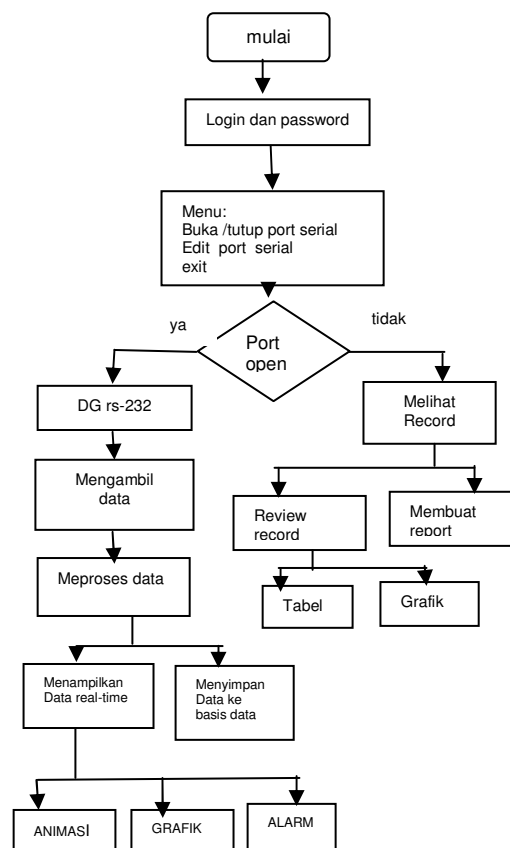 mulai
Login dan password
Menu:
Buka /tutup port serial
Edit port serial
exit
ya
tidak
Port
open
DG rs-232
Melihat
Record
Mengambil
data
Review
record
Membuat
report
Meproses data
Tabel
Grafik
Menampilkan
Data real-time
Menyimpan
Data ke
basis data
ANIMASI
GRAFIK
ALARM